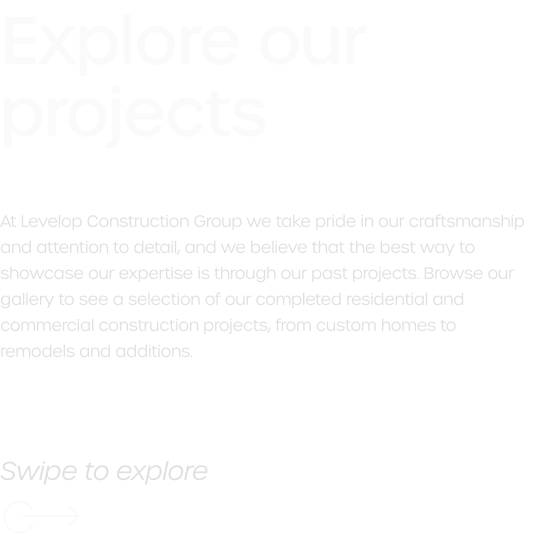 Explore our
projects
At Levelop Construction Group we take pride in our craftsmanship
and attention to detail, and we believe that the best way to
showcase our expertise is through our past projects. Browse our
gallery to see a selection of our completed residential and
commercial construction projects, from custom homes to
remodels and additions.
Swipe to explore